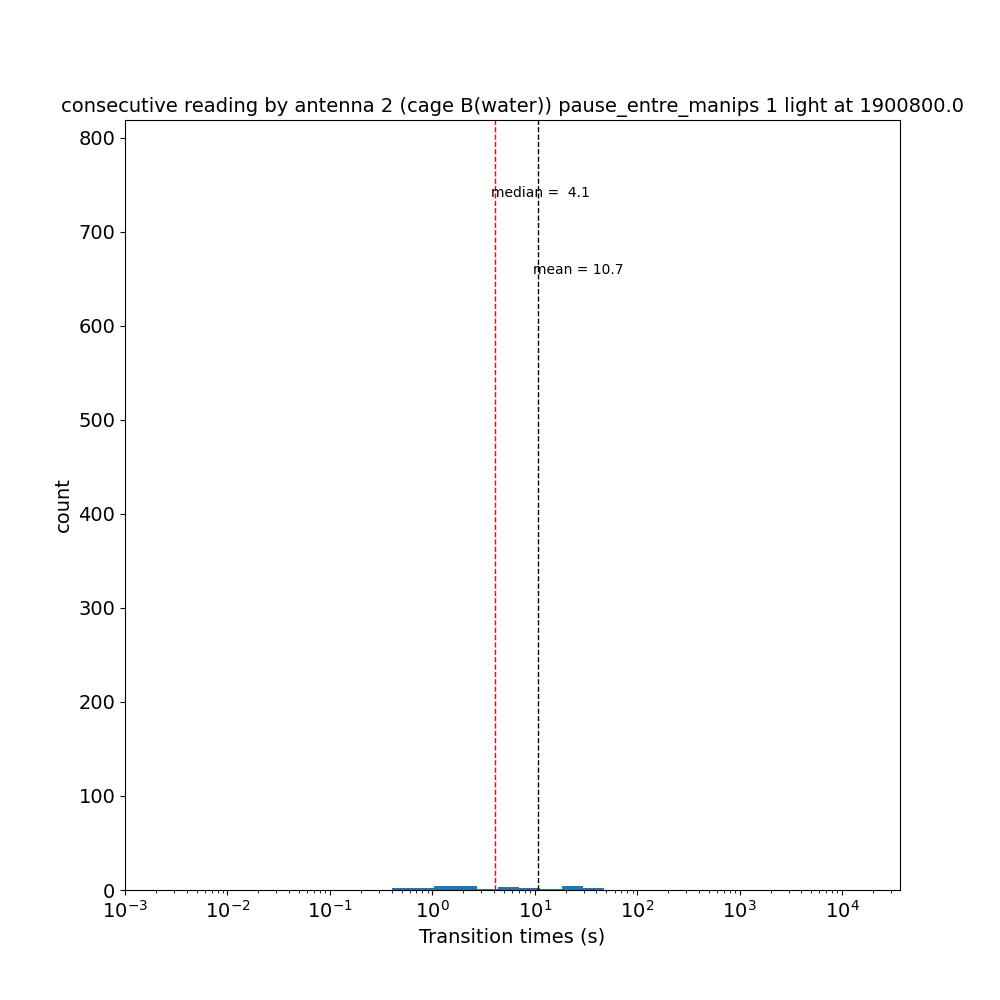 consecutive reading by antenna 2 (cage B(water)) pause_entre_manips 1 light at 1900800.0
800
median =  4.1
700
mean = 10.7
600
500
count
400
300
200
100
0
10⁻³ 10⁻² 10⁻¹ 10⁰ 10¹ 10² 10³ 10⁴
Transition times (s)